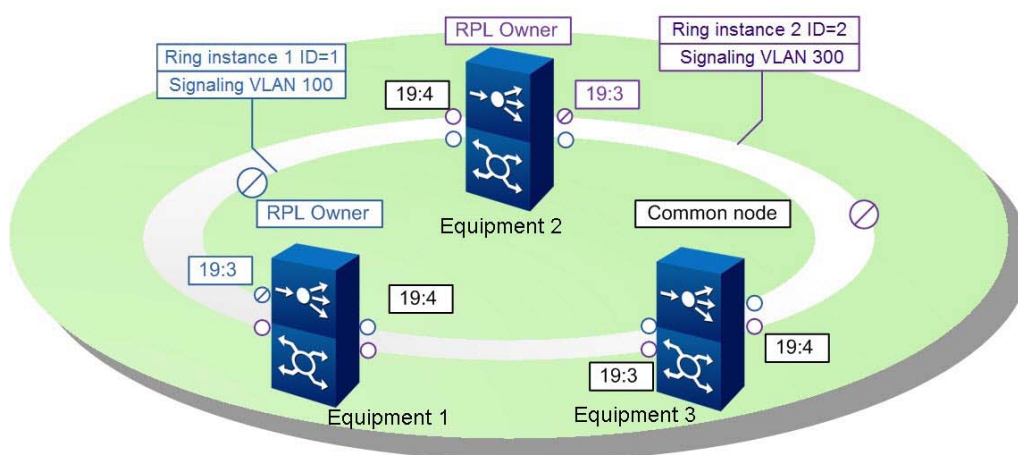 RPL Owner
Ring instance 1 ID=1
Signaling VLAN 100
Ring instance 2 ID=2
Signaling VLAN 300
19:4
19:3
RPL Owner
Equipment 2
Common node
19:3
19:4
19:4
19:3
Equipment 1
Equipment 3